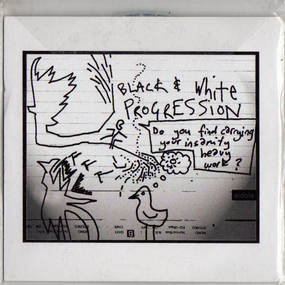 BLACK & White
PROGRESSION
Do you find carrying
your insanity
heavy
work?